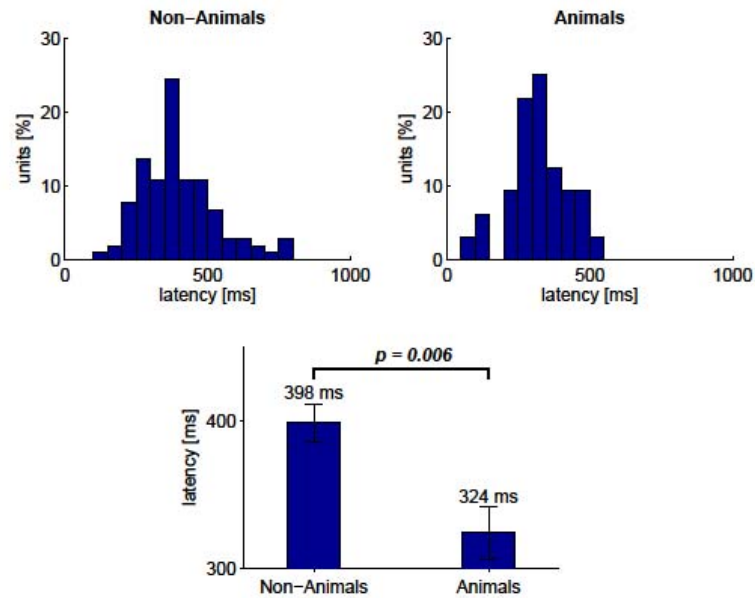 Non-Animals
30
20
10
0
units [%]
0 500 1000
latency [ms]
Animals
30
20
10
0
units [%]
0 500 1000
latency [ms]
p = 0.006
398 ms
324 ms
400
300
latency [ms]
Non-Animals Animals